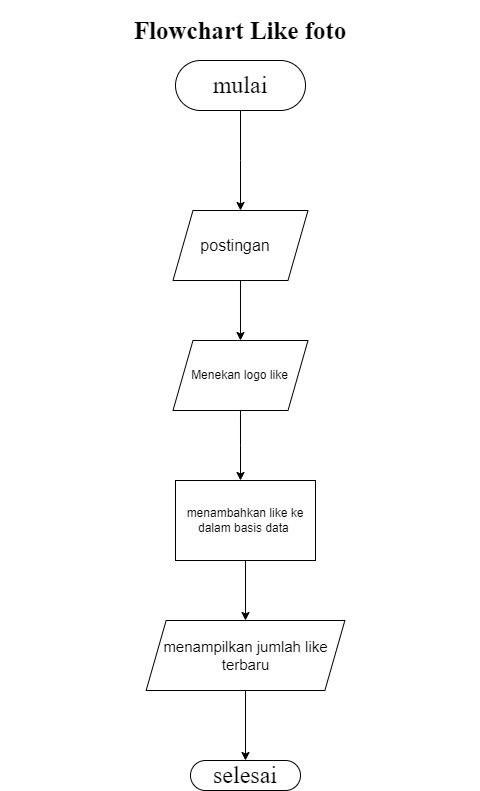 Flowchart Like foto
mulai
postingan
Menekan logo like
menambahkan like ke
dalam basis data
menampilkan jumlah like
terbaru
selesai